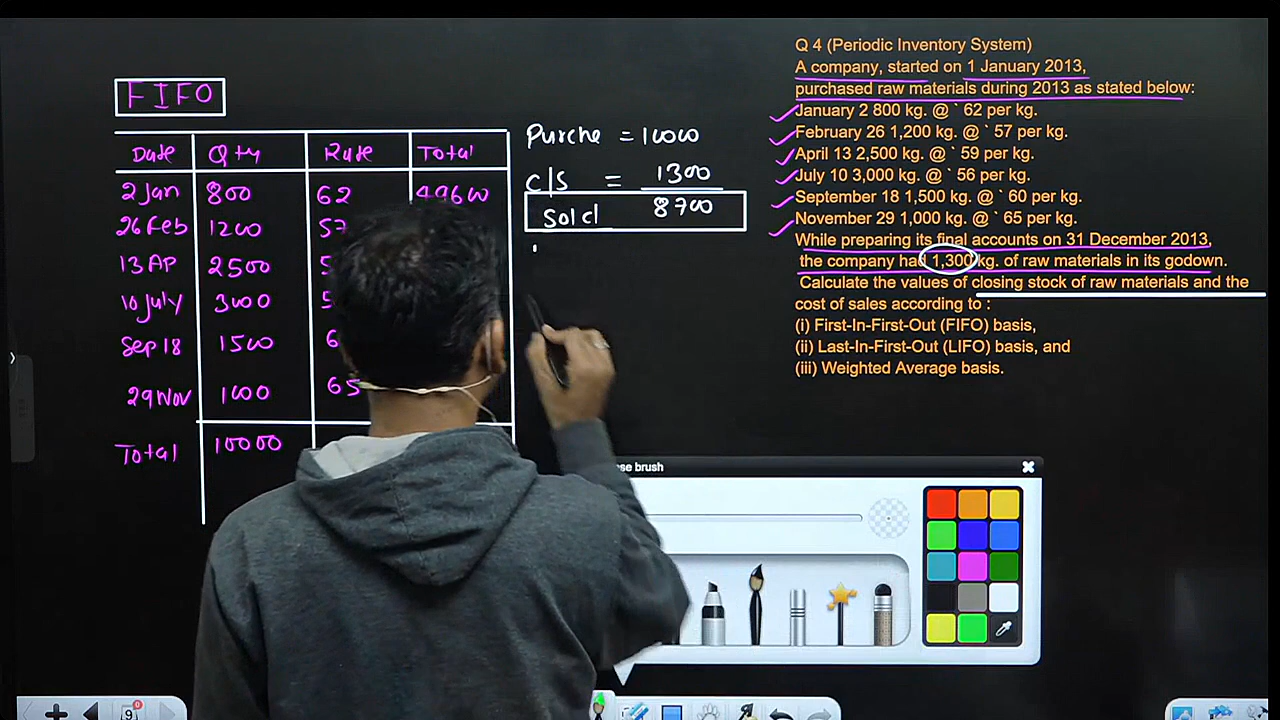 FIFO
Date Qty Rate Total
2 Jan 800 62 49600
26 Feb 1200 57
13 AP 2500
10 July 3000
Sep 18 1500 6
29 Nov 1000 65
Total 10000
Purche = 10000
C/S = 1300
Sold 8700
Q 4 (Periodic Inventory System)
A company, started on 1 January 2013,
purchased raw materials during 2013 as stated below:
January 2 800 kg. @ ` 62 per kg.
February 26 1,200 kg. @ ` 57 per kg.
April 13 2,500 kg. @ ` 59 per kg.
July 10 3,000 kg. @ ` 56 per kg.
September 18 1,500 kg. @ ` 60 per kg.
November 29 1,000 kg. @ ` 65 per kg.
While preparing its final accounts on 31 December 2013,
the company had 1,300 kg. of raw materials in its godown.
Calculate the values of closing stock of raw materials and the
cost of sales according to :
(i) First-In-First-Out (FIFO) basis,
(ii) Last-In-First-Out (LIFO) basis, and
(iii) Weighted Average basis.
brush
9
0